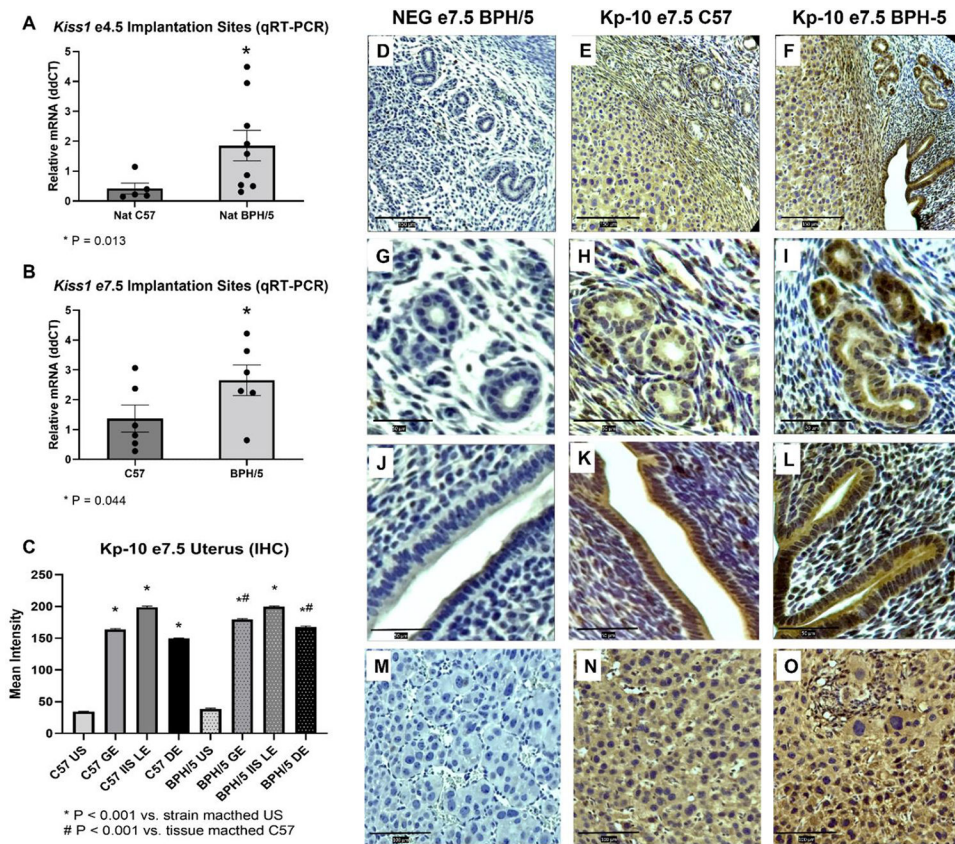 A
Kiss1 e4.5 Implantation Sites (qRT-PCR)
Relative mRNA (ddCT)
5
4
3
2
1
0
*
Nat C57
Nat BPH/5
* P = 0.013
B
Kiss1 e7.5 Implantation Sites (qRT-PCR)
Relative mRNA (ddCT)
5
4
3
2
1
0
*
C57
BPH/5
* P = 0.044
C
Kp-10 e7.5 Uterus (IHC)
Mean Intensity
250
200
150
100
50
0
*
*
*
*#
*
*#
C57 US
C57 GE
C57 IIS LE
C57 DE
BPH/5 US
BPH/5 GE
BPH/5 IIS LE
BPH/5 DE
* P < 0.001 vs. strain macthed US
# P < 0.001 vs. tissue macthed C57
NEG e7.5 BPH/5
Kp-10 e7.5 C57
Kp-10 e7.5 BPH-5
D
E
F
G
H
I
J
K
L
M
N
O